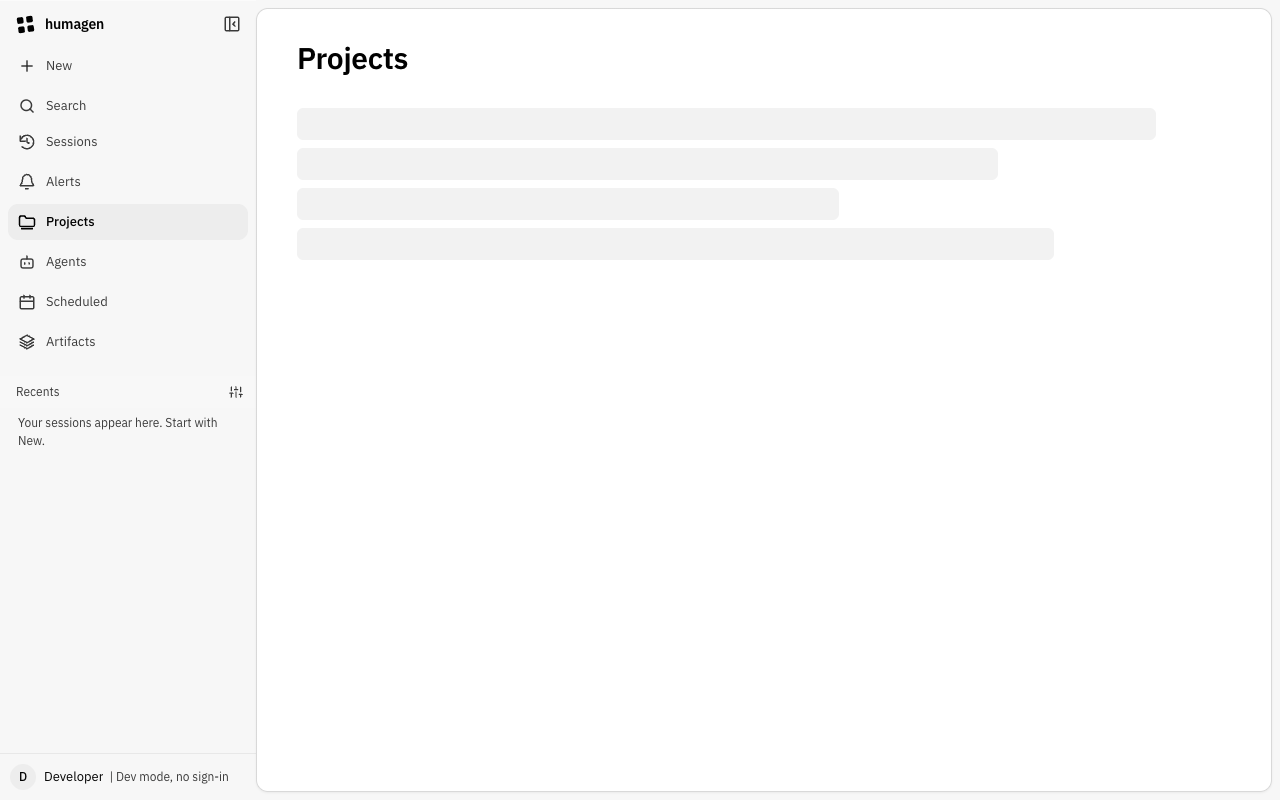 humagen
New
Search
Sessions
Alerts
Projects
Agents
Scheduled
Artifacts
Recents
Your sessions appear here. Start with
New.
D Developer | Dev mode, no sign-in
Projects